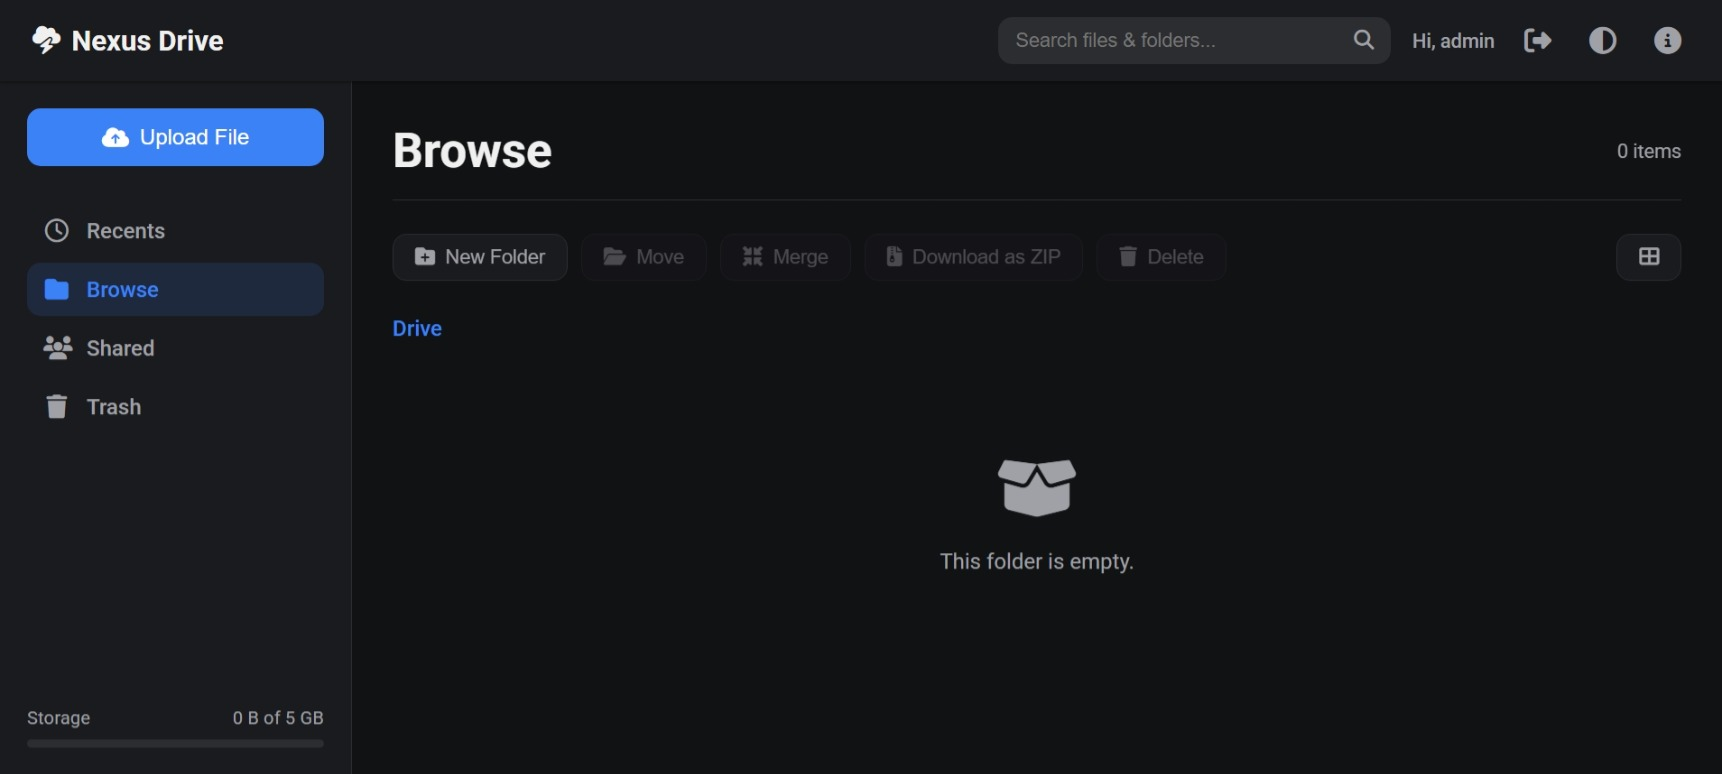 Nexus Drive
Search files & folders...
Hi, admin
Upload File
Recents
Browse
Shared
Trash
Storage
0 B of 5 GB
Browse
0 items
New Folder
Move
Merge
Download as ZIP
Delete
Drive
This folder is empty.